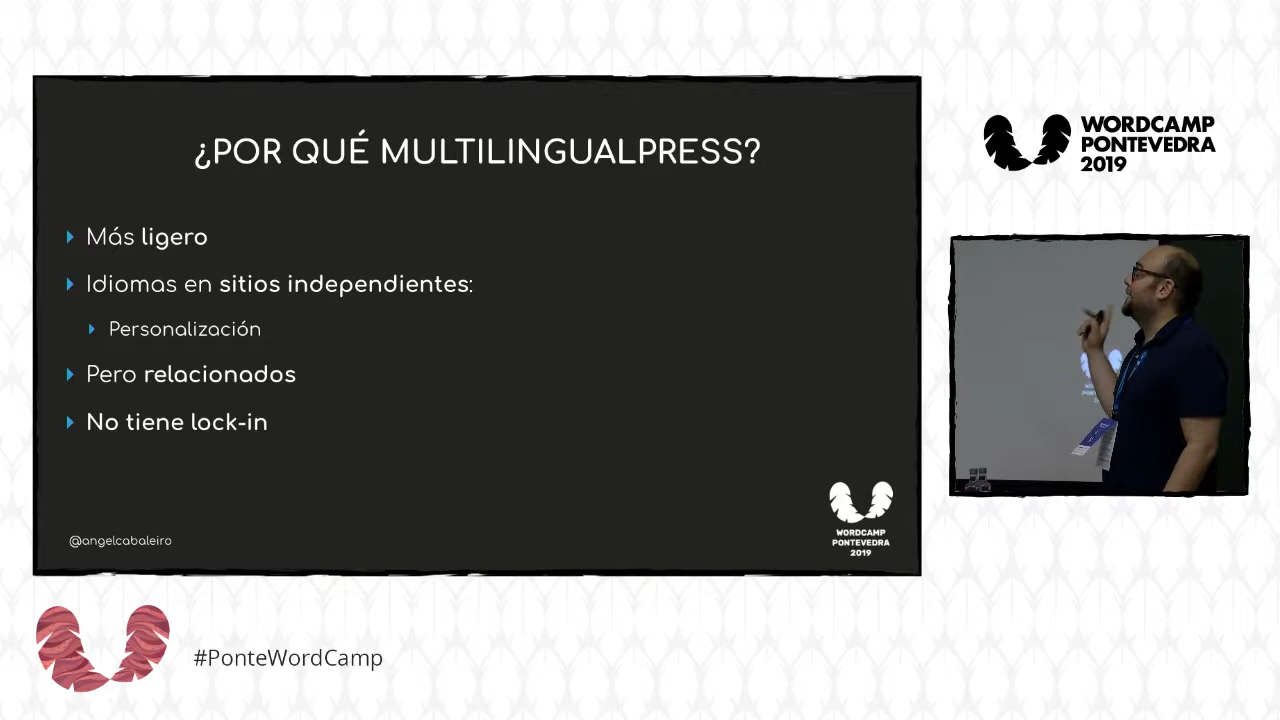 ¿POR QUÉ MULTILINGUALPRESS?
Más ligero
Idiomas en sitios independientes:
Personalización
Pero relacionados
No tiene lock-in
@angelcabaleiro
WORDCAMP
PONTEVEDRA
2019
WORDCAMP
PONTEVEDRA
2019
#PonteWordCamp